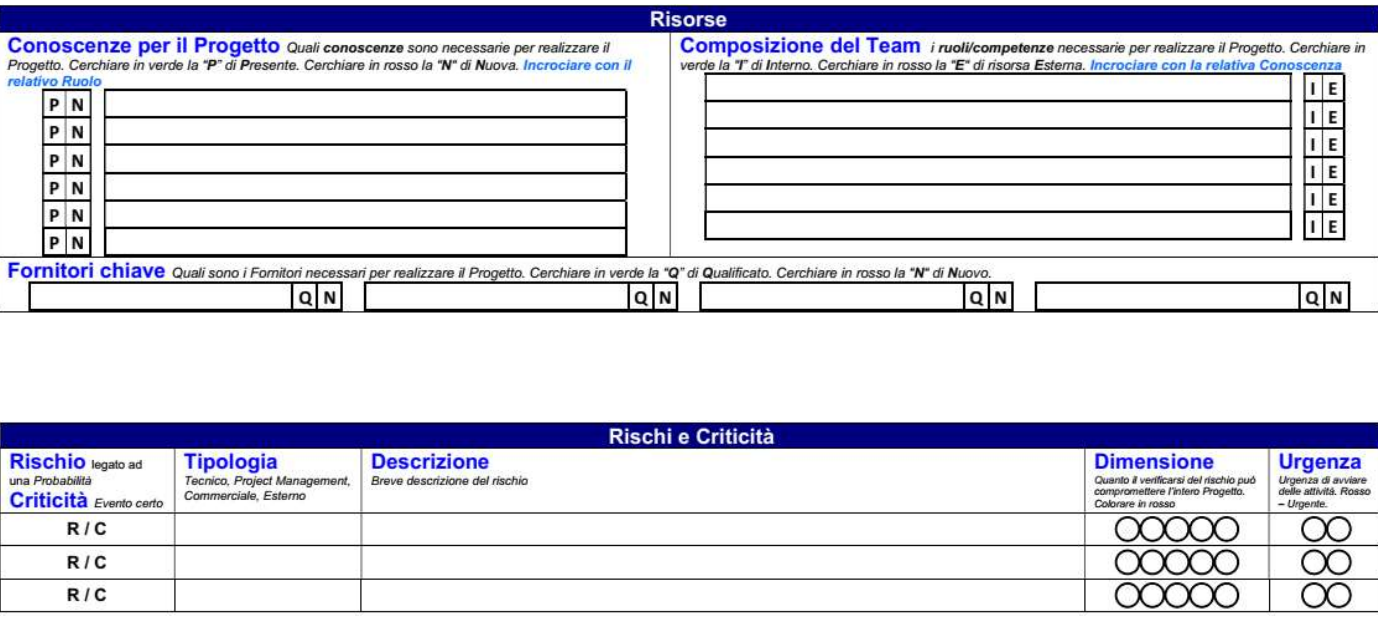 Risorse
Conoscenze per il Progetto Quali conoscenze sono necessarie per realizzare il
Progetto. Cerchiare in verde la “P” di Presente. Cerchiare in rosso la “N” di Nuova. Incrociare con il
relativo Ruolo
P N
P N
P N
P N
P N
P N
Composizione del Team i ruoli/competenze necessarie per realizzare il Progetto. Cerchiare in
verde la “I” di Interno. Cerchiare in rosso la “E” di risorsa Esterna. Incrociare con la relativa Conoscenza
I E
I E
I E
I E
I E
I E
Fornitori chiave Quali sono i Fornitori necessari per realizzare il Progetto. Cerchiare in verde la “Q” di Qualificato. Cerchiare in rosso la “N” di Nuovo.
Q N Q N Q N Q N
Rischi e Criticità
Rischio legato ad
una Probabilità
Criticità Evento certo
Tipologia
Tecnico, Project Management,
Commerciale, Esterno
Descrizione
Breve descrizione del rischio
Dimensione
Quanto il verificarsi del rischio può
compromettere l'intero Progetto.
Colorare in rosso
Urgenza
Urgenza di avviare
delle attività. Rosso
– Urgente.
R / C
R / C
R / C